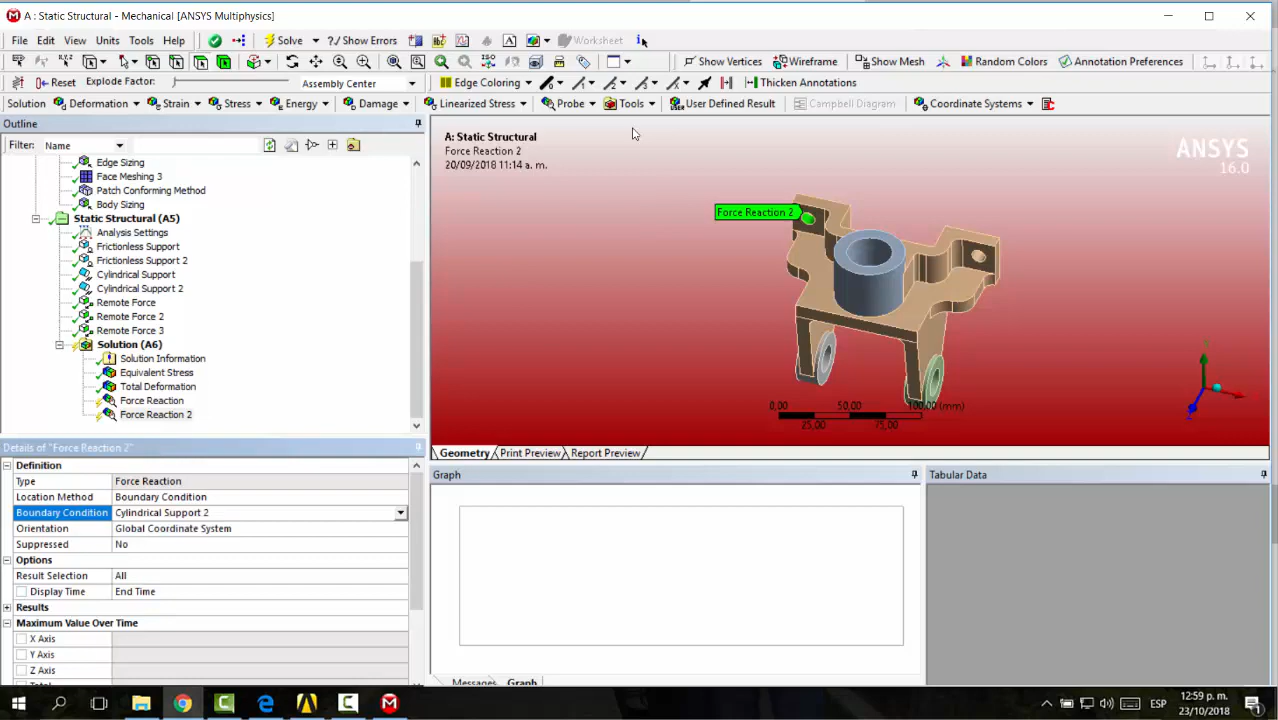 A : Static Structural - Mechanical [ANSYS Multiphysics]
File Edit View Units Tools Help Solve ?/ Show Errors Worksheet
Show Vertices Wireframe Show Mesh Random Colors Annotation Preferences
Reset Explode Factor: Assembly Center Edge Coloring Thicken Annotations
Solution Deformation Strain Stress Energy Damage Linearized Stress Probe Tools User Defined Result Campbell Diagram Coordinate Systems
Outline
Filter: Name
Edge Sizing
Face Meshing 3
Patch Conforming Method
Body Sizing
Static Structural (A5)
Analysis Settings
Frictionless Support
Frictionless Support 2
Cylindrical Support
Cylindrical Support 2
Remote Force
Remote Force 2
Remote Force 3
Solution (A6)
Solution Information
Equivalent Stress
Total Deformation
Force Reaction
Force Reaction 2
Details of "Force Reaction 2"
Definition
Type Force Reaction
Location Method Boundary Condition
Boundary Condition Cylindrical Support 2
Orientation Global Coordinate System
Suppressed No
Options
Result Selection All
Display Time End Time
Results
Maximum Value Over Time
X Axis
Y Axis
Z Axis
A: Static Structural
Force Reaction 2
20/09/2018 11:14 a. m.
ANSYS
16.0
Force Reaction 2
0,00 50,00 100,00 (mm)
25,00 75,00
Geometry Print Preview Report Preview
Graph
Tabular Data
Messages Graph
ESP
12:59 p. m.
23/10/2018